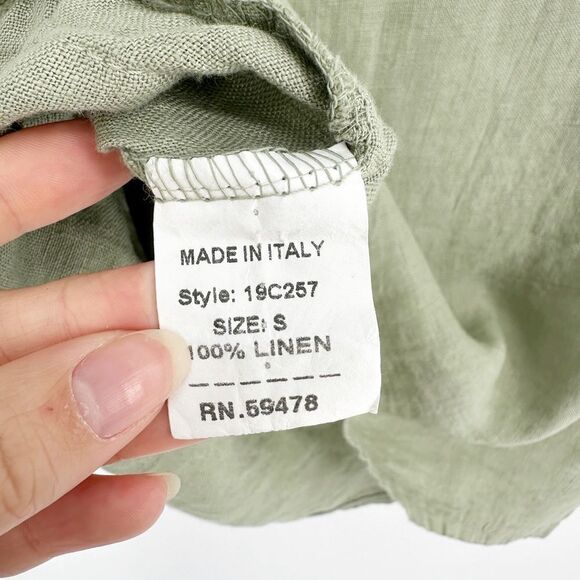 MADE IN ITALY
Style: 19C257
SIZE: S
100% LINEN
RN.59478